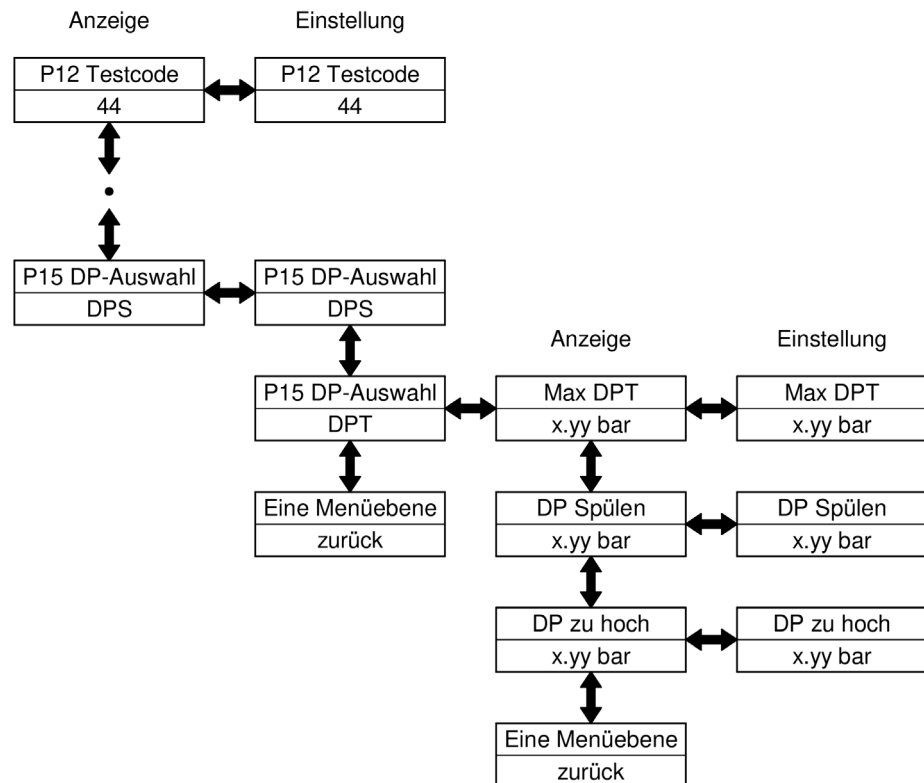 Anzeige Einstellung
P12 Testcode P12 Testcode
44 44
P15 DP-Auswahl P15 DP-Auswahl
DPS DPS
Anzeige Einstellung
P15 DP-Auswahl Max DPT Max DPT
DPT x.yy bar x.yy bar
Eine Menüebene DP Spülen DP Spülen
zurück x.yy bar x.yy bar
DP zu hoch DP zu hoch
x.yy bar x.yy bar
Eine Menüebene
zurück